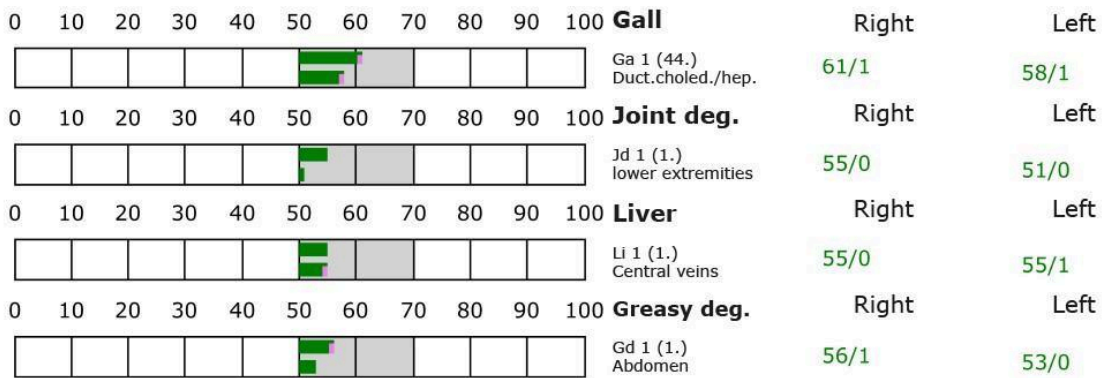 0 10 20 30 40 50 60 70 80 90 100 Gall Right Left
Ga 1 (44.)
Duct.choled./hep. 61/1 58/1
0 10 20 30 40 50 60 70 80 90 100 Joint deg. Right Left
Jd 1 (1.)
lower extremities 55/0 51/0
0 10 20 30 40 50 60 70 80 90 100 Liver Right Left
Li 1 (1.)
Central veins 55/0 55/1
0 10 20 30 40 50 60 70 80 90 100 Greasy deg. Right Left
Gd 1 (1.)
Abdomen 56/1 53/0